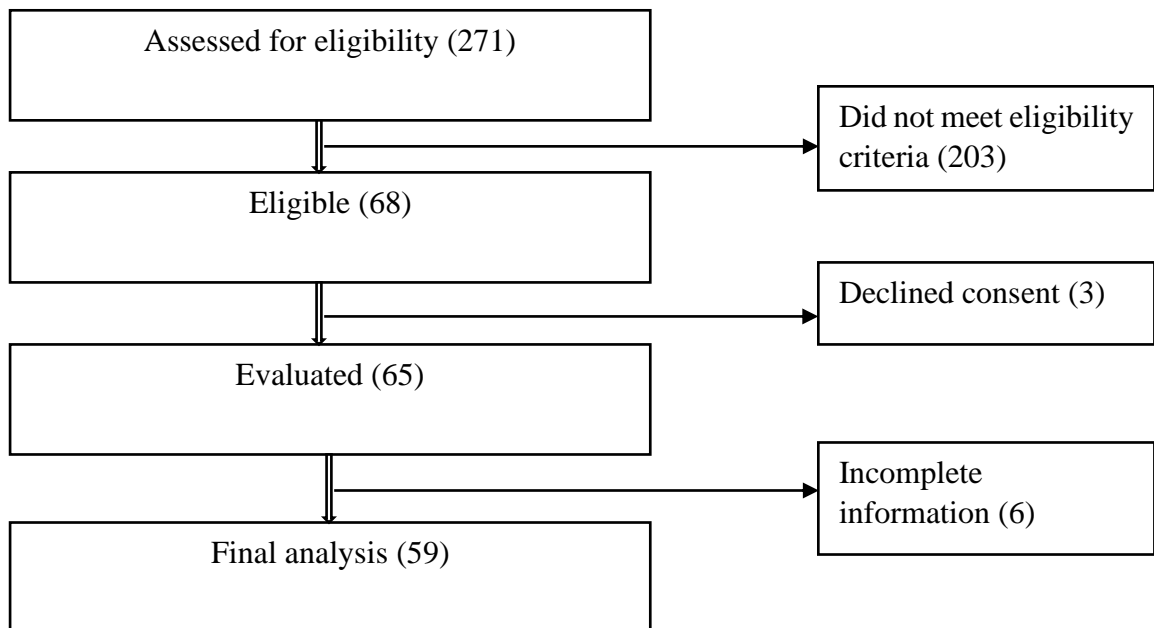 Assessed for eligibility (271)
Did not meet eligibility
criteria (203)
Eligible (68)
Declined consent (3)
Evaluated (65)
Incomplete
information (6)
Final analysis (59)